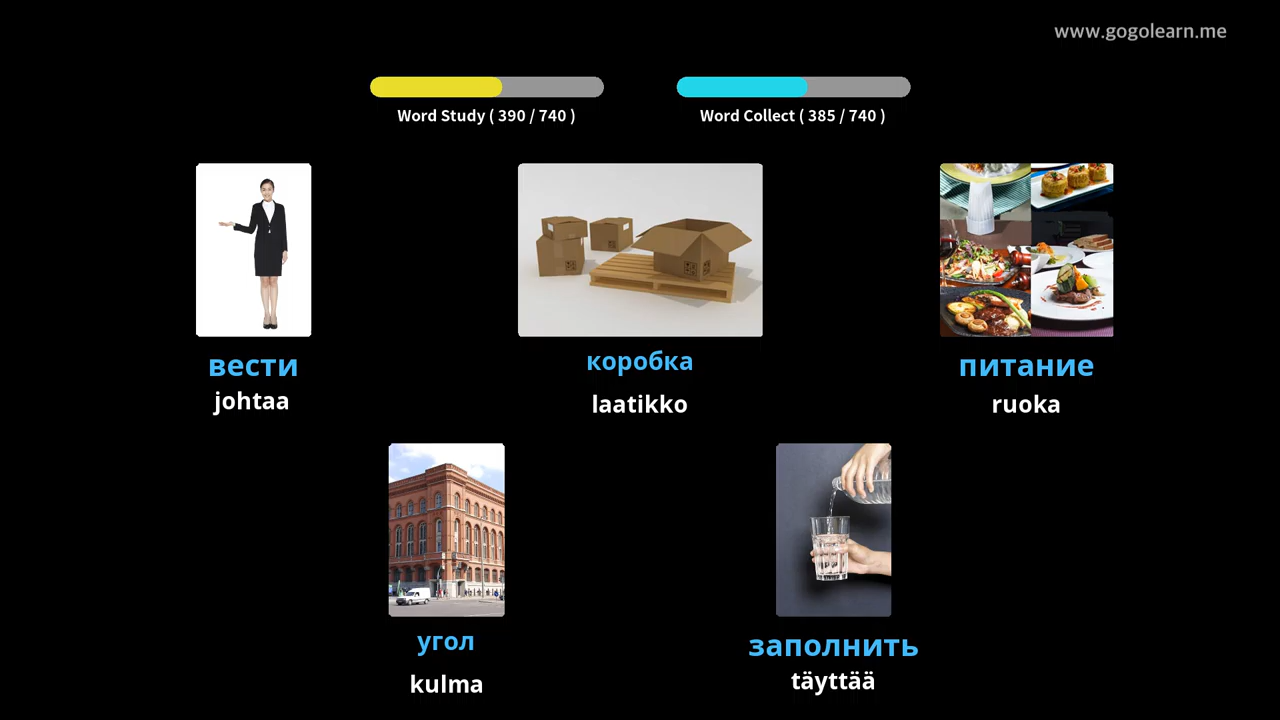 www.gogolearn.me
Word Study ( 390 / 740 )
Word Collect ( 385 / 740 )
вести
johtaa
коробка
laatikko
питание
ruoka
угол
kulma
заполнить
täyttää